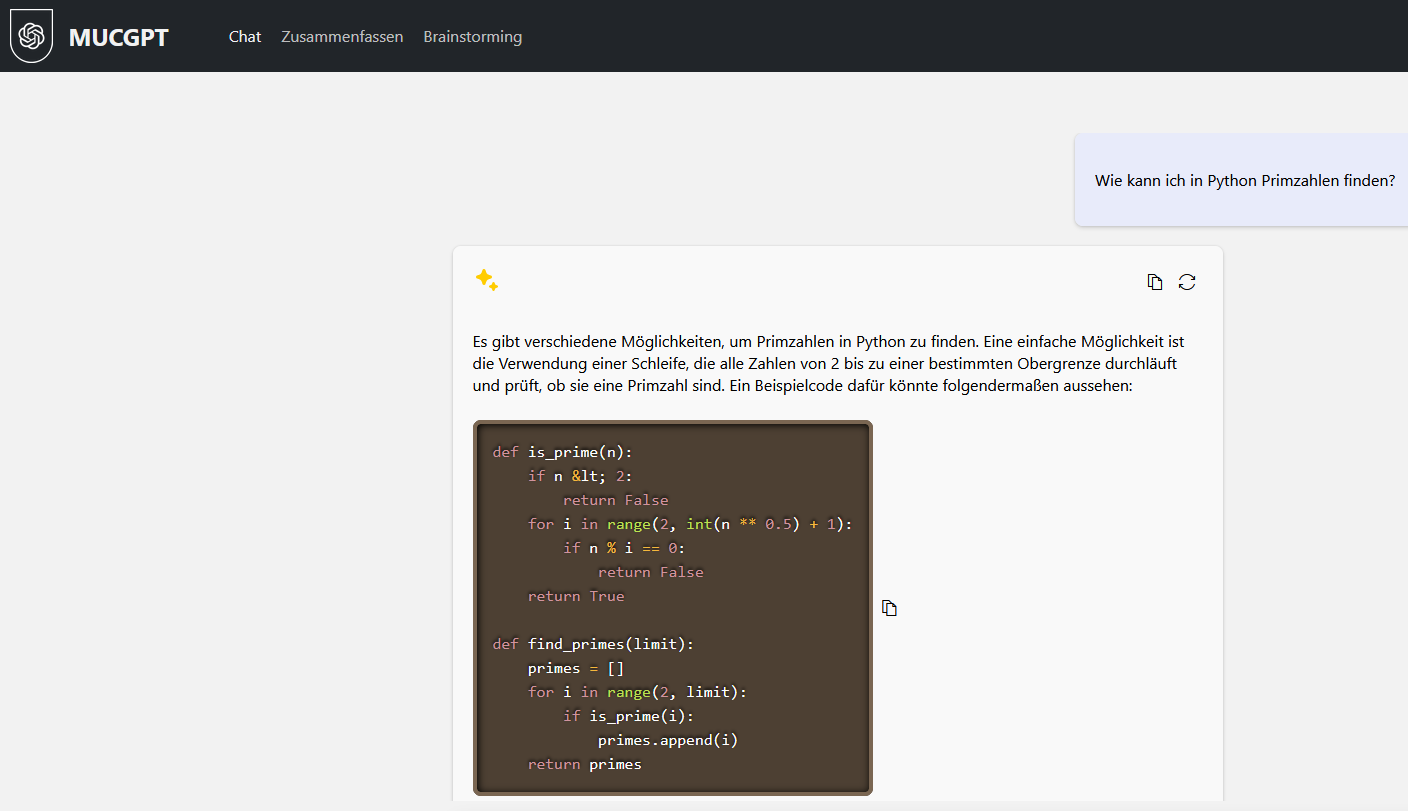 MUCGPT Chat Zusammenfassen Brainstorming
Wie kann ich in Python Primzahlen finden?
Es gibt verschiedene Möglichkeiten, um Primzahlen in Python zu finden. Eine einfache Möglichkeit ist
die Verwendung einer Schleife, die alle Zahlen von 2 bis zu einer bestimmten Obergrenze durchläuft
und prüft, ob sie eine Primzahl sind. Ein Beispielcode dafür könnte folgendermaßen aussehen:
def is_prime(n):
    if n &lt; 2:
        return False
    for i in range(2, int(n ** 0.5) + 1):
        if n % i == 0:
            return False
    return True
def find_primes(limit):
    primes = []
    for i in range(2, limit):
        if is_prime(i):
            primes.append(i)
    return primes